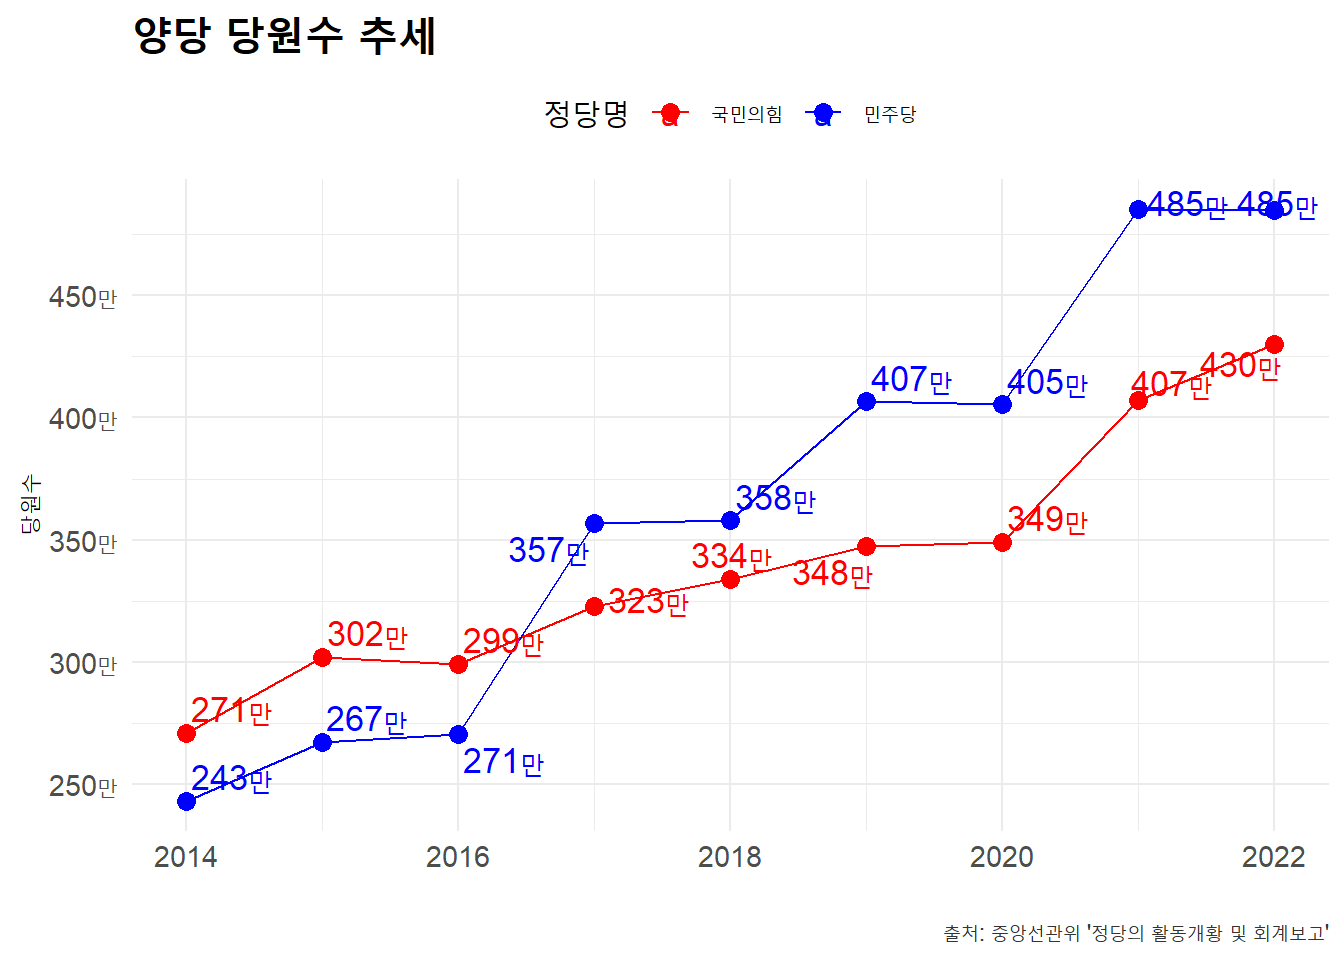 양당 당원수 추세
정당명 국민의힘 민주당
485만 485만
450만
430만
407만 405만 407만
400만
358만
349만
당원수
350만
357만 334만 348만
323만
302만 299만
300만
271만 267만
271만
243만
250만
2014 2016 2018 2020 2022
출처: 중앙선관위 '정당의 활동개황 및 회계보고'